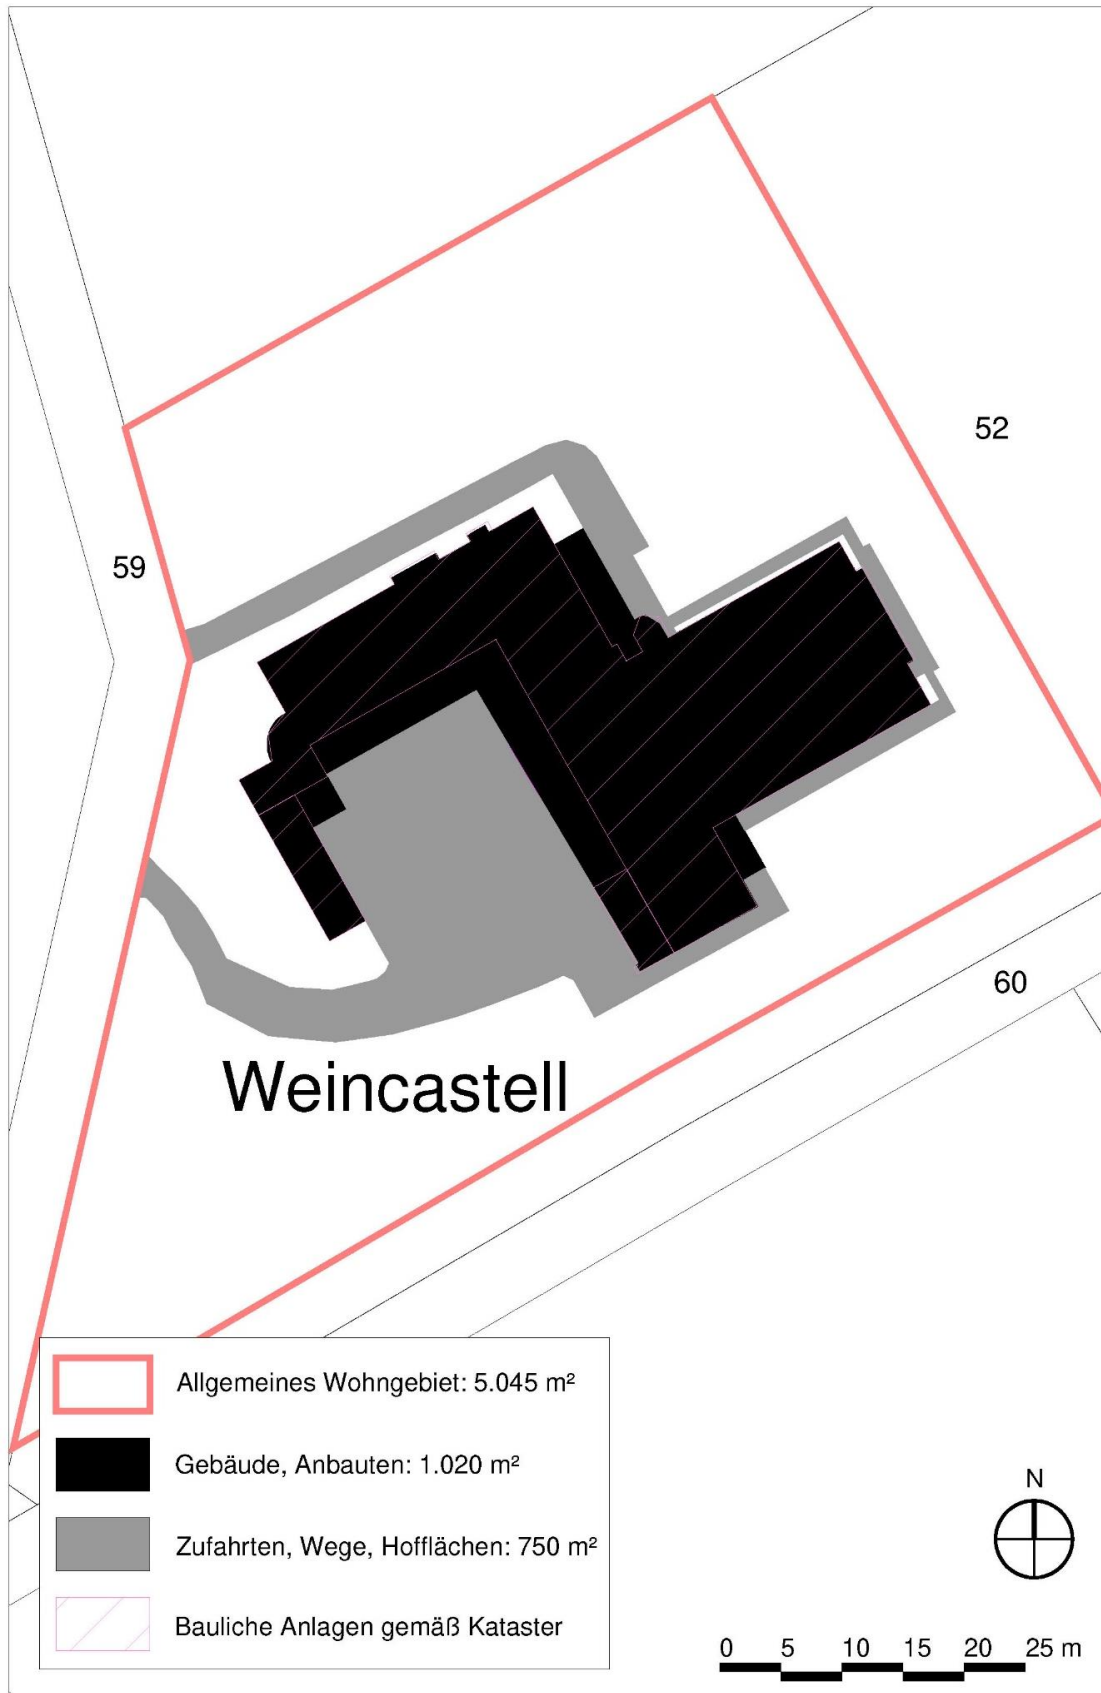 52
59
60
Weincastell
Allgemeines Wohngebiet: 5.045 m²
Gebäude, Anbauten: 1.020 m²
Zufahrten, Wege, Hofflächen: 750 m²
Bauliche Anlagen gemäß Kataster
N
0 5 10 15 20 25 m